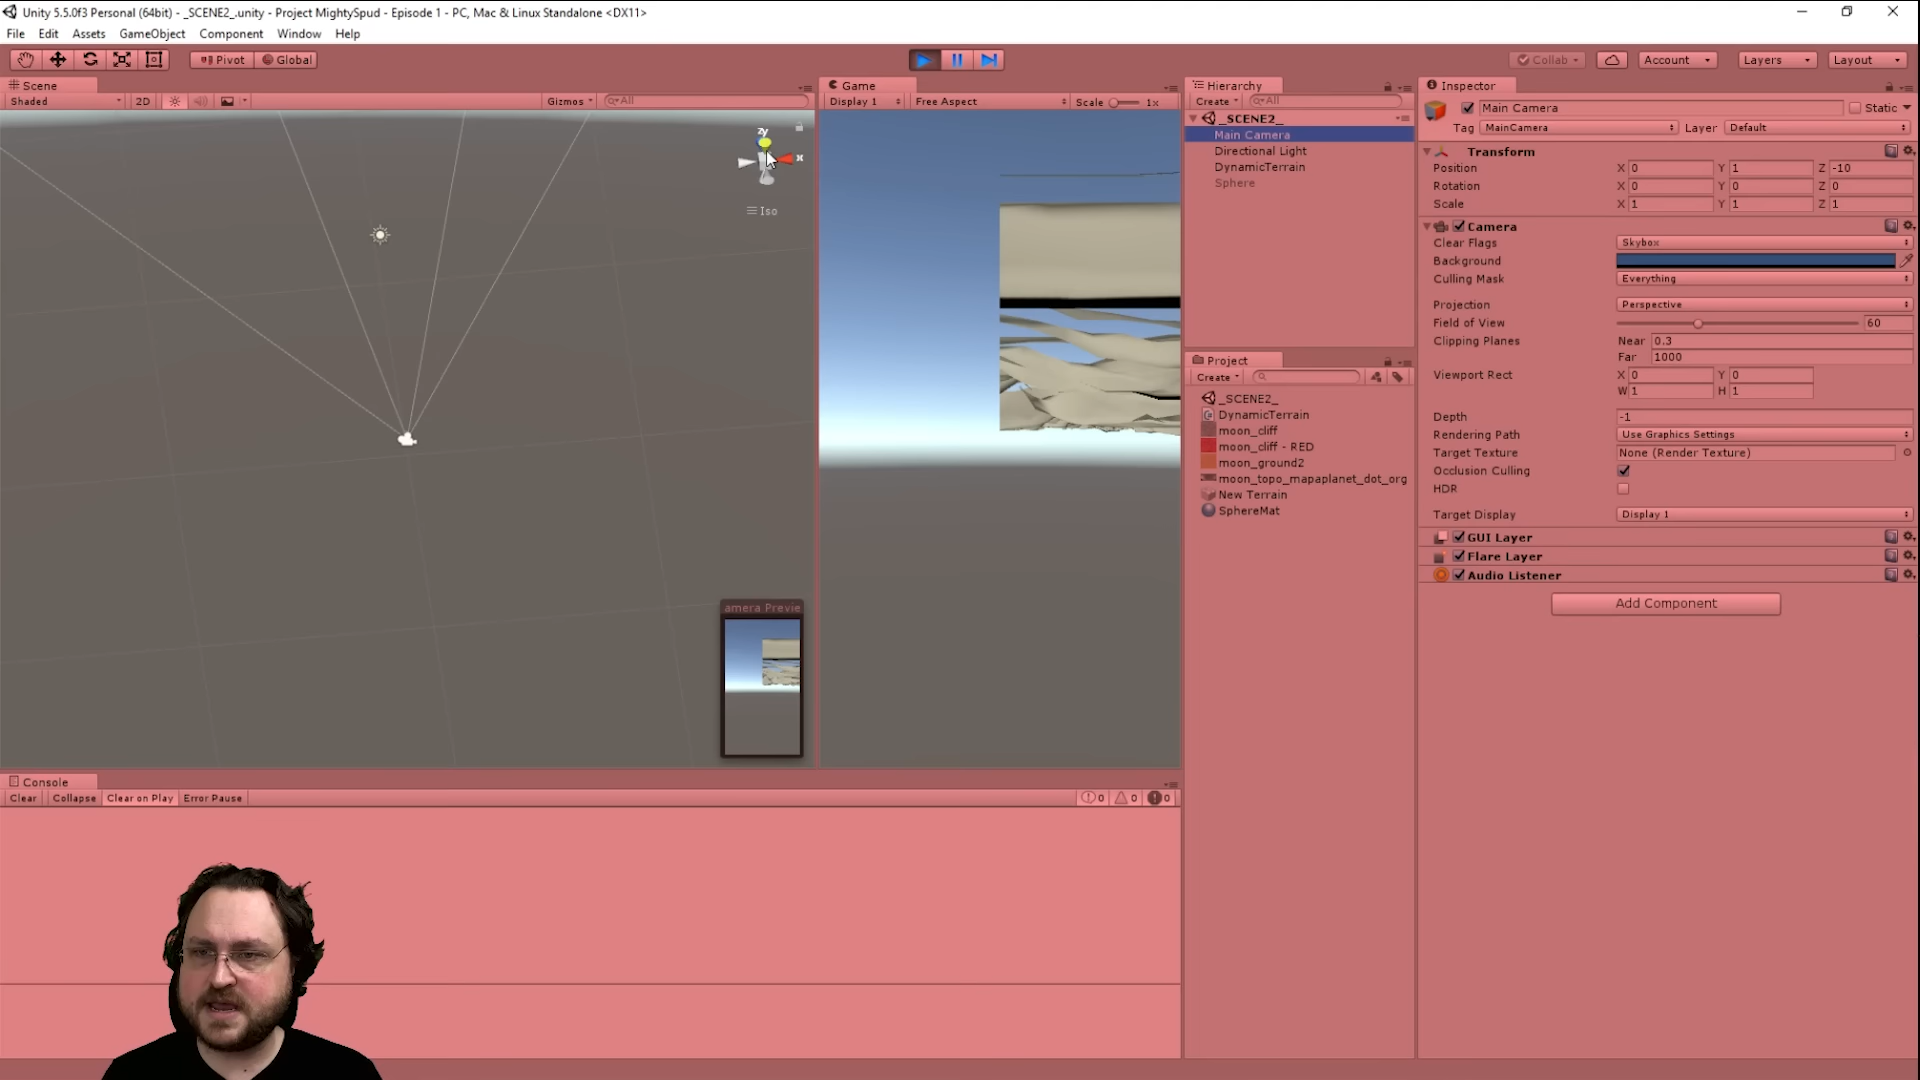 Unity 5.5.0f3 Personal (64bit) - _SCENE2_.unity - Project MightySpud - Episode 1 - PC, Mac & Linux Standalone <DX11>
File Edit Assets GameObject Component Window Help
Pivot Global Collab Account Layers Layout
Scene
Shaded 2D Gizmos All
zy
x
Iso
amera Previe
Game
Display 1 Free Aspect Scale 1x
Hierarchy
Create All
_SCENE2_
Main Camera
Directional Light
DynamicTerrain
Sphere
Project
Create
_SCENE2_
DynamicTerrain
moon_cliff
moon_cliff - RED
moon_ground2
moon_topo_mapaplanet_dot_org
New Terrain
SphereMat
Inspector
Main Camera Static
Tag MainCamera Layer Default
Transform
Position X 0 Y 1 Z -10
Rotation X 0 Y 0 Z 0
Scale X 1 Y 1 Z 1
Camera
Clear Flags Skybox
Background
Culling Mask Everything
Projection Perspective
Field of View 60
Clipping Planes Near 0.3
Far 1000
Viewport Rect X 0 Y 0
W 1 H 1
Depth -1
Rendering Path Use Graphics Settings
Target Texture None (Render Texture)
Occlusion Culling
HDR
Target Display Display 1
GUI Layer
Flare Layer
Audio Listener
Add Component
Console
Clear Collapse Clear on Play Error Pause 0 0 0